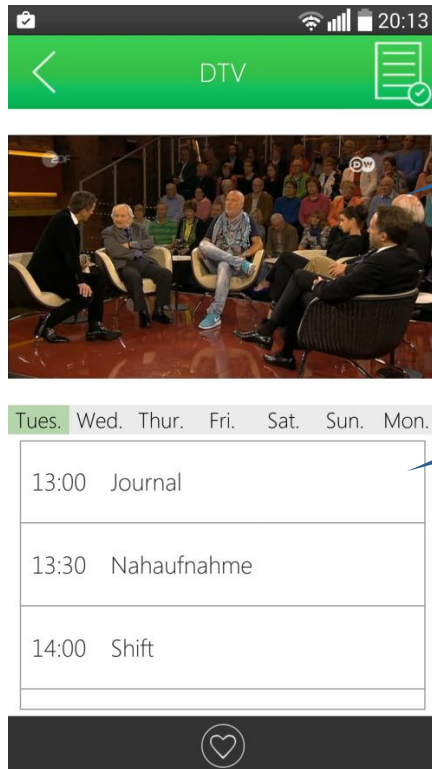 20:13
DTV
ZDF
DW
Tues. Wed. Thur. Fri. Sat. Sun. Mon.
13:00 Journal
13:30 Nahaufnahme
14:00 Shift